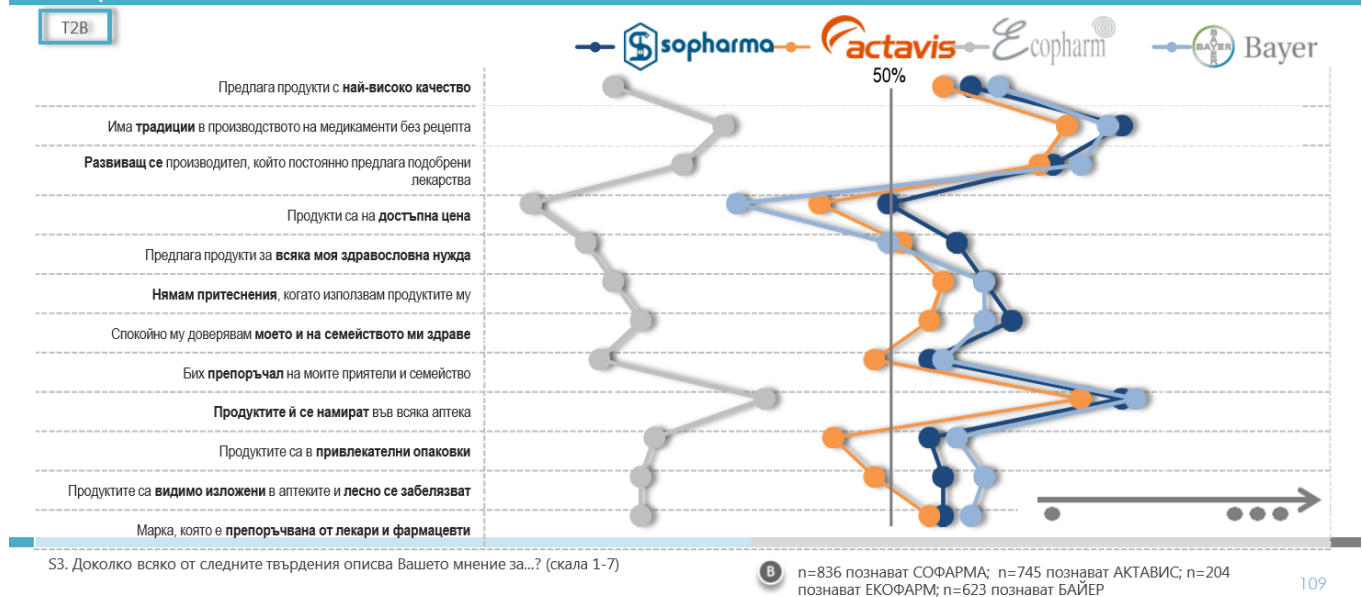 T2B
sopharma
actavis
Ecopharm
BAYER
Bayer
50%
Предлага продукти с най-високо качество
Има традиции в производството на медикаменти без рецепта
Развиващ се производител, който постоянно предлага подобрени
лекарства
Продукти са на достъпна цена
Предлага продукти за всяка моя здравословна нужда
Нямам притеснения, когато използвам продуктите му
Спокойно му доверявам моето и на семейството ми здраве
Бих препоръчал на моите приятели и семейство
Продуктите ѝ се намират във всяка аптека
Продуктите са в привлекателни опаковки
Продуктите са видимо изложени в аптеките и лесно се забелязват
Марка, която е препоръчвана от лекари и фармацевти
S3. Доколко всяко от следните твърдения описва Вашето мнение за...? (скала 1-7)
B
n=836 познават СОФАРМА; n=745 познават АКТАВИС; n=204
познават ЕКОФАРМ; n=623 познават БАЙЕР
109